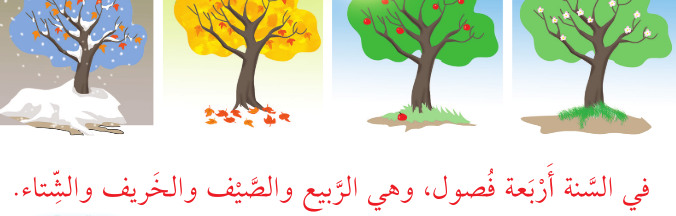 في السَّنة أَرْبَعة فُصول، وهي الرَّبيع والصَّيْف والخَريف والشِّتاء.